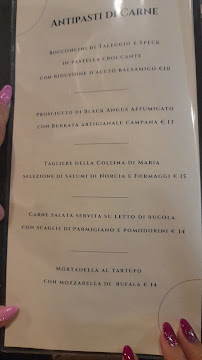 Antipasti di Carne
Bocconcini di Taleggio e Speck
in pastella croccante
con riduzione d'aceto balsamico €10
Prosciutto di Black Angus affumicato
con Burrata artigianale campana € 13
Tagliere della Collina di Maria
selezione di salumi di Norcia e Formaggi € 15
Carne salata servita su letto di rugola
con scaglie di parmigiano e pomodorini € 14
Mortadella al Tartufo
con mozzarella di Bufala € 14